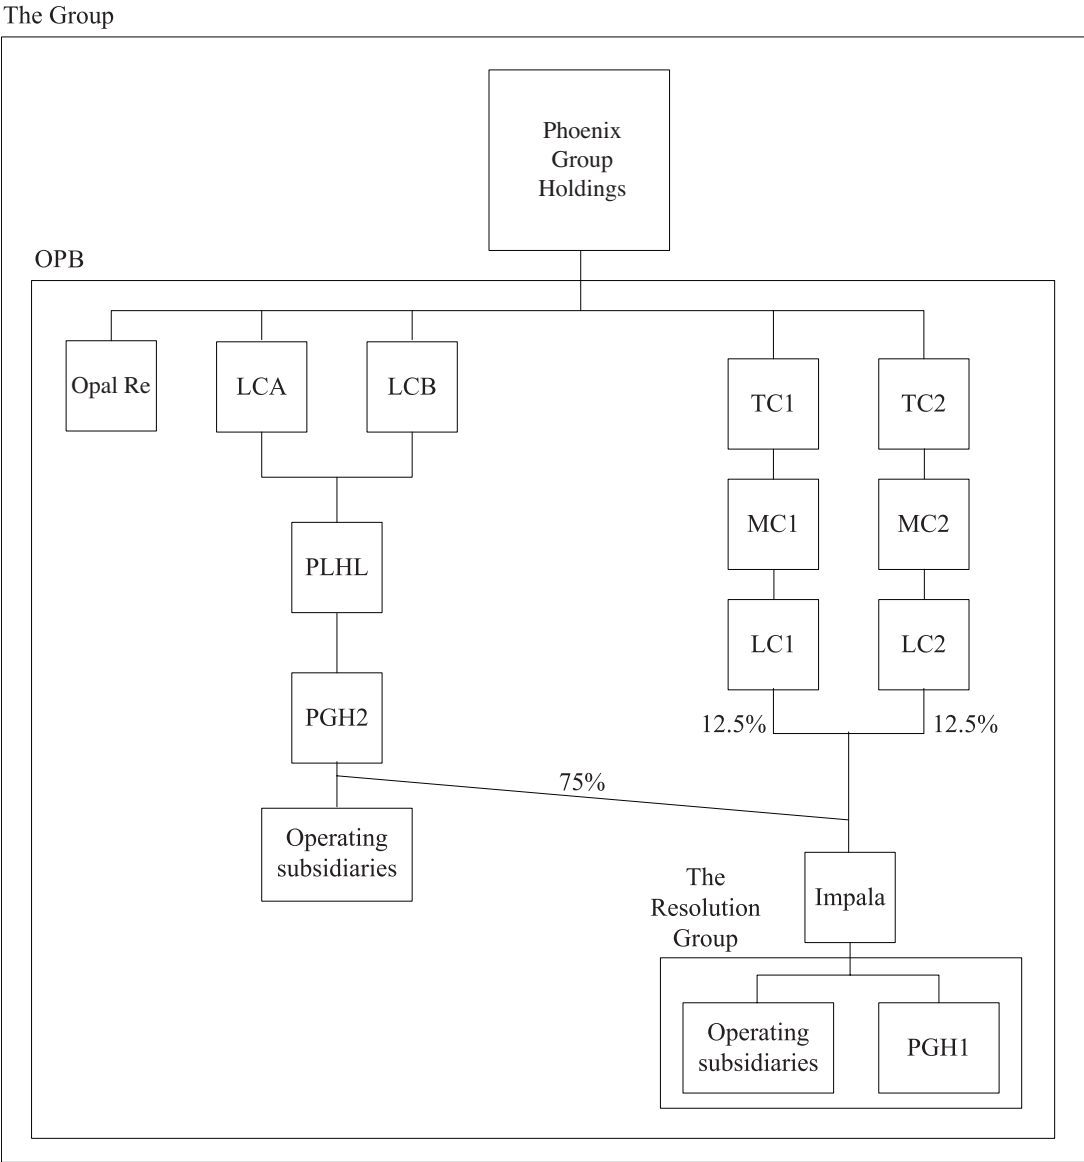 The Group
Phoenix
Group
Holdings
OPB
Opal Re
LCA
LCB
TC1
TC2
MC1
MC2
PLHL
LC1
LC2
PGH2
12.5%
12.5%
75%
Operating
subsidiaries
The
Resolution
Group
Impala
Operating
subsidiaries
PGH1